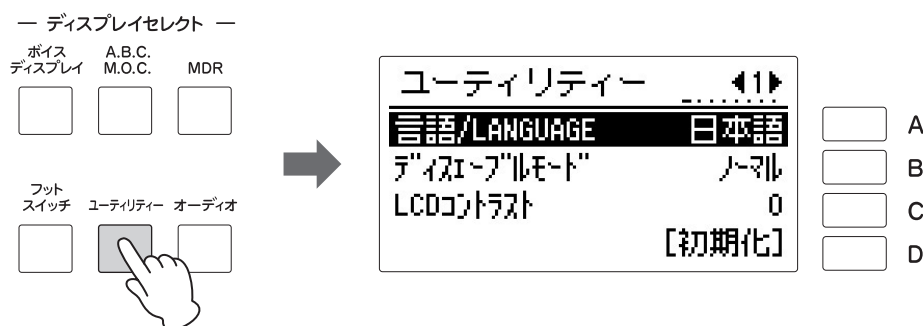 — ディスプレイセレクト —
ボイス
ディスプレイ
A.B.C.
M.O.C.
MDR
フット
スイッチ
ユーティリティー
オーディオ
ユーティリティー 1
言語/LANGUAGE 日本語
ディスエーブルモード ノーマル
LCDコントラスト 0
[初期化]
A
B
C
D